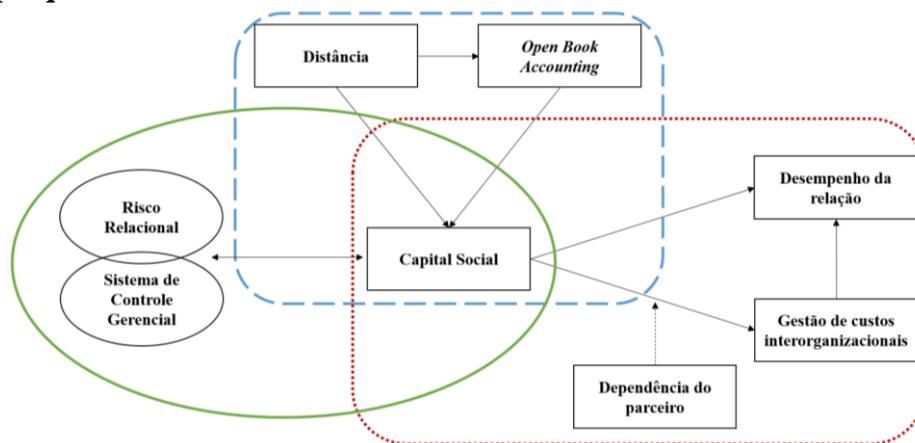 Distância
Open Book
Accounting
Risco
Relacional
Sistema de
Controle
Gerencial
Capital Social
Desempenho da
relação
Gestão de custos
interorganizacionais
Dependência do
parceiro